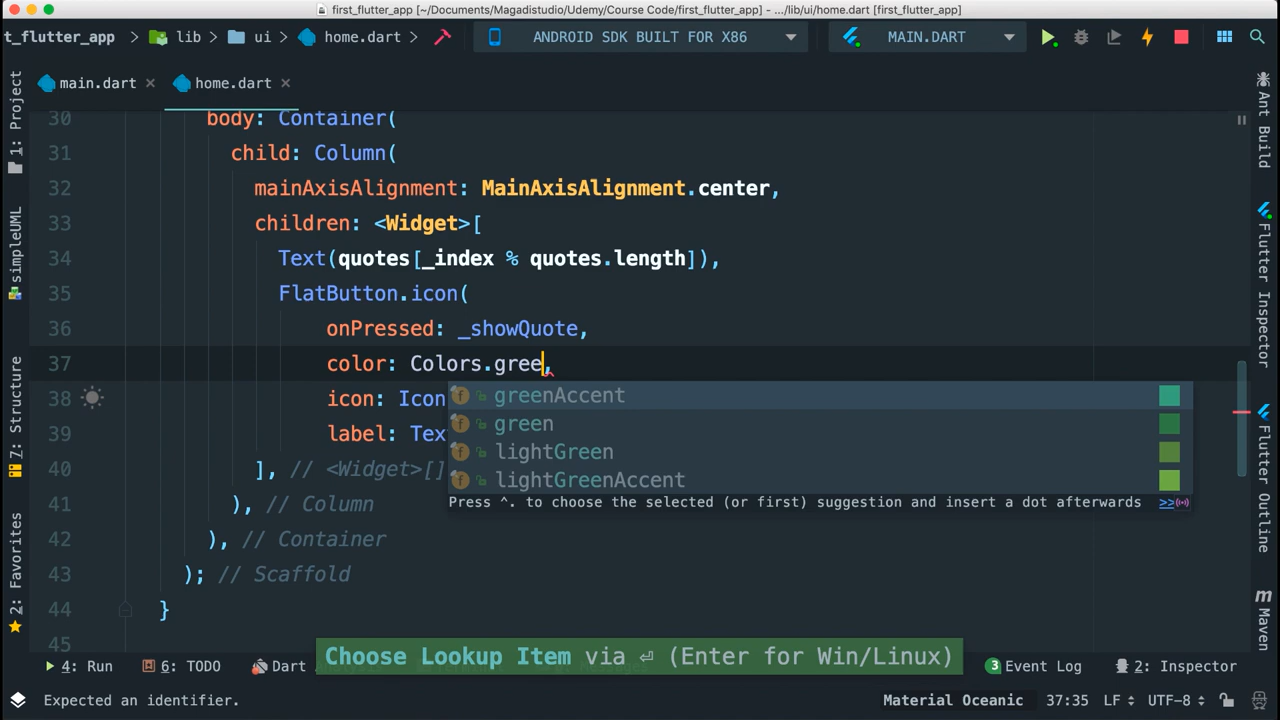 first_flutter_app [~/Documents/Magadistudio/Udemy/Course Code/first_flutter_app] - .../lib/ui/home.dart [first_flutter_app]
t_flutter_app lib ui home.dart ANDROID SDK BUILT FOR X86 MAIN.DART
main.dart home.dart
1: Project
simpleUML
7: Structure
2: Favorites
30 body: Container(
31 child: Column(
32 mainAxisAlignment: MainAxisAlignment.center,
33 children: <Widget>[
34 Text(quotes[_index % quotes.length]),
35 FlatButton.icon(
36 onPressed: _showQuote,
37 color: Colors.gree,
38 icon: Icon
39 label: Tex
40 ], // <Widget>[]
41 ), // Column
42 ), // Container
43 ); // Scaffold
44 }
45
f greenAccent
f green
f lightGreen
f lightGreenAccent
Press ^. to choose the selected (or first) suggestion and insert a dot afterwards >>
Ant Build
Flutter Inspector
Flutter Outline
m Maven
Choose Lookup Item via ⏎ (Enter for Win/Linux)
4: Run 6: TODO Dart 3 Event Log 2: Inspector
Expected an identifier. Material Oceanic 37:35 LF UTF-8